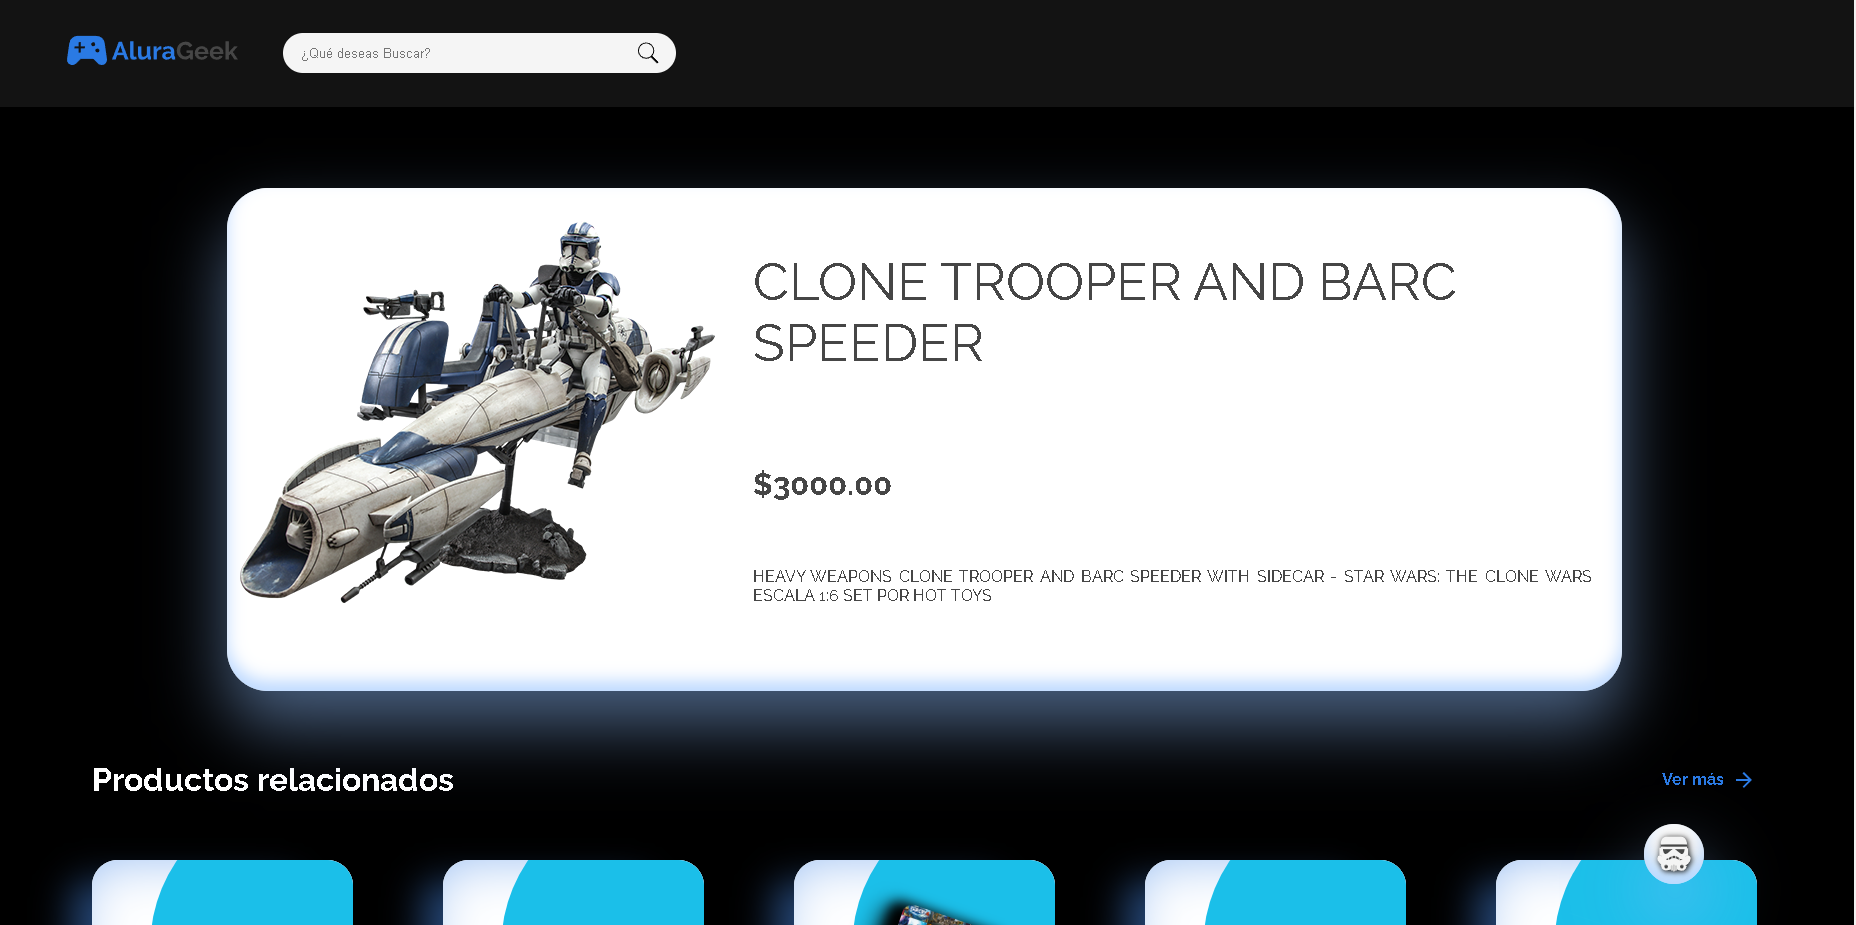 AluraGeek
¿Qué deseas Buscar?
CLONE TROOPER AND BARC
SPEEDER
$3000.00
HEAVY WEAPONS CLONE TROOPER AND BARC SPEEDER WITH SIDECAR - STAR WARS: THE CLONE WARS
ESCALA 1:6 SET POR HOT TOYS
Productos relacionados
Ver más